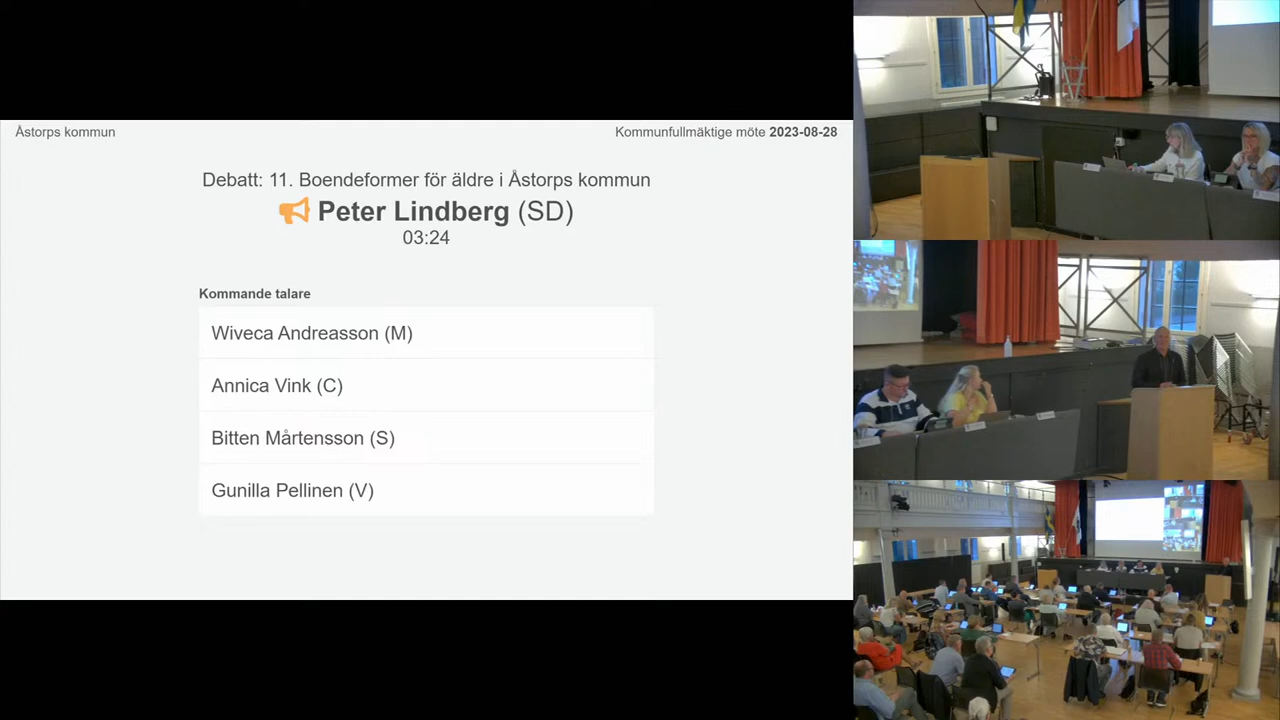 Åstorps kommun
Kommunfullmäktige möte 2023-08-28
Debatt: 11. Boendeformer för äldre i Åstorps kommun
Peter Lindberg (SD)
03:24
Kommande talare
Wiveca Andreasson (M)
Annica Vink (C)
Bitten Mårtensson (S)
Gunilla Pellinen (V)